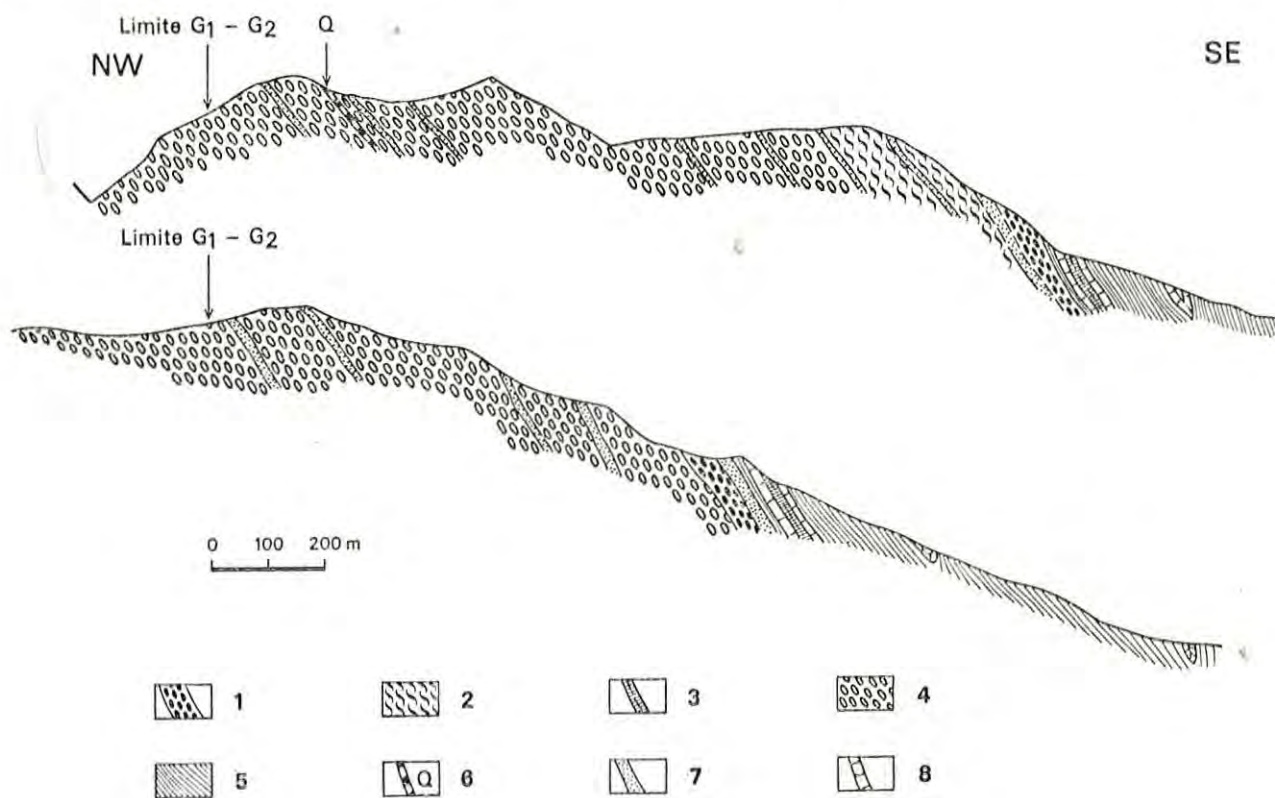 Limite G1 – G2 Q
NW SE
Limite G1 – G2
0 100 200 m
1 2 3 4
5 Q 6 7 8